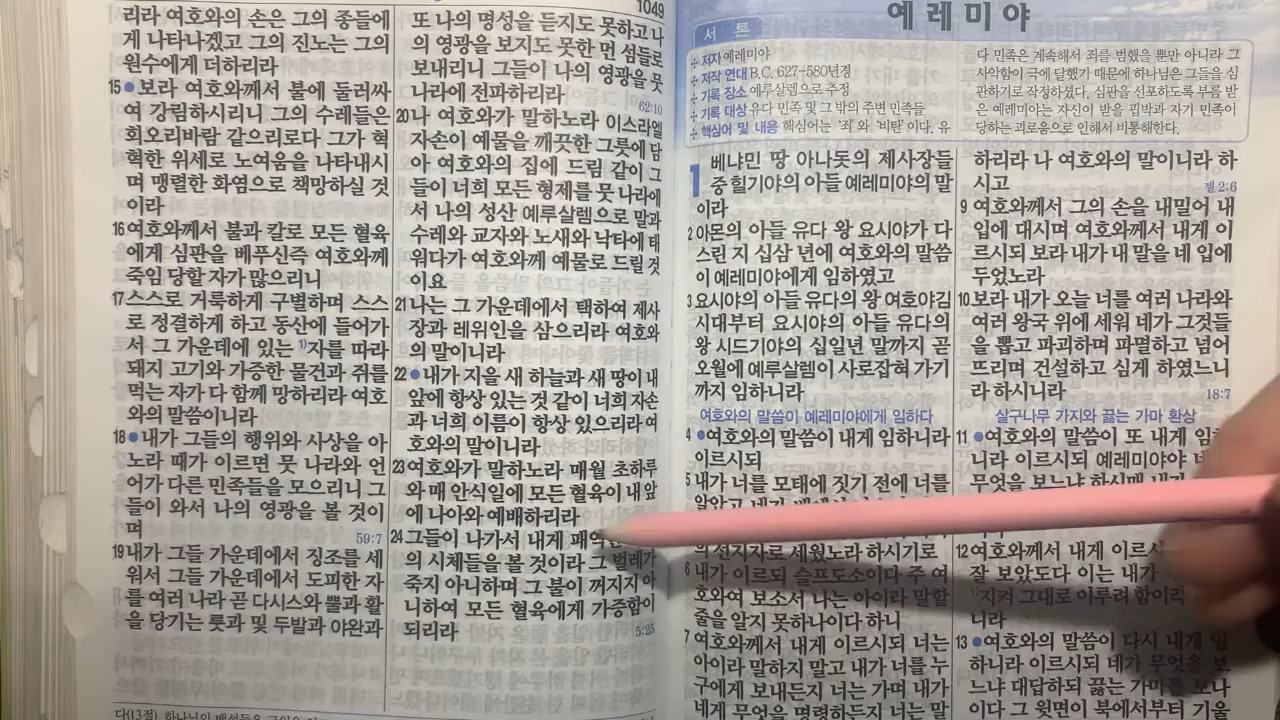 1049
리라 여호와의 손은 그의 종들에
게 나타나겠고 그의 진노는 그의
원수에게 더하리라
15 보라 여호와께서 불에 둘러싸
여 강림하시리니 그의 수레들은
회오리바람 같으리로다 그가 혁
혁한 위세로 노여움을 나타내시
며 맹렬한 화염으로 책망하실 것
이라
16 여호와께서 불과 칼로 모든 혈육
에게 심판을 베푸신즉 여호와께
죽임 당할 자가 많으리니
17 스스로 거룩하게 구별하며 스스
로 정결하게 하고 동산에 들어가
서 그 가운데에 있는 1)자를 따라
돼지 고기와 가증한 물건과 쥐를
먹는 자가 다 함께 망하리라 여호
와의 말씀이니라
18 내가 그들의 행위와 사상을 아
노라 때가 이르면 뭇 나라와 언
어가 다른 민족들을 모으리니 그
들이 와서 나의 영광을 볼 것이
며 59:7
19 내가 그들 가운데에서 징조를 세
워서 그들 가운데에서 도피한 자
를 여러 나라 곧 다시스와 뿔과 활
을 당기는 룻과 및 두발과 야완과
또 나의 명성을 듣지도 못하고 나
의 영광을 보지도 못한 먼 섬들로
보내리니 그들이 나의 영광을 뭇
나라에 전파하리라
62:10
20 나 여호와가 말하노라 이스라엘
자손이 예물을 깨끗한 그릇에 담
아 여호와의 집에 드림 같이 그
들이 너희 모든 형제를 뭇 나라에
서 나의 성산 예루살렘으로 말과
수레와 교자와 노새와 낙타에 태
워다가 여호와께 예물로 드릴 것
이요
21 나는 그 가운데에서 택하여 제사
장과 레위인을 삼으리라 여호와
의 말이니라
22 내가 지을 새 하늘과 새 땅이 내
앞에 항상 있는 것 같이 너희 자손
과 너희 이름이 항상 있으리라 여
호와의 말이니라
23 여호와가 말하노라 매월 초하루
와 매 안식일에 모든 혈육이 내 앞
에 나아와 예배하리라
24 그들이 나가서 내게 패역
의 시체들을 볼 것이라 그 벌레가
죽지 아니하며 그 불이 꺼지지 아
니하여 모든 혈육에게 가증함이
되리라 5:25
예레미야
서 론
저자 예레미야
저작 연대 B.C. 627-580년경
기록 장소 예루살렘으로 추정
기록 대상 유다 민족 및 그 밖의 주변 민족들
핵심어 및 내용 핵심어는 '죄'와 '비탄'이다. 유
다 민족은 계속해서 죄를 범했을 뿐만 아니라 그
사악함이 극에 달했기 때문에 하나님은 그들을 심
판하기로 작정하셨다. 심판을 선포하도록 부름 받
은 예레미야는 자신이 받을 핍박과 자기 민족이
당하는 괴로움으로 인해서 비통해한다.
1 베냐민 땅 아나돗의 제사장들
중 힐기야의 아들 예레미야의 말
이라
2 아몬의 아들 유다 왕 요시야가 다
스린 지 십삼 년에 여호와의 말씀
이 예레미야에게 임하였고
3 요시야의 아들 유다의 왕 여호야김
시대부터 요시야의 아들 유다의
왕 시드기야의 십일년 말까지 곧
오월에 예루살렘이 사로잡혀 가기
까지 임하니라
여호와의 말씀이 예레미야에게 임하다
4 여호와의 말씀이 내게 임하니라
이르시되
5 내가 너를 모태에 짓기 전에 너를
알았고 네가
의 선지자로 세웠노라 하시기로
6 내가 이르되 슬프도소이다 주 여
호와여 보소서 나는 아이라 말할
줄을 알지 못하나이다 하니
7 여호와께서 내게 이르시되 너는
아이라 말하지 말고 내가 너를 누
구에게 보내든지 너는 가며 내가
네게 무엇을 명령하든지 너는 말
하리라 나 여호와의 말이니라 하
시고 겔 2:6
9 여호와께서 그의 손을 내밀어 내
입에 대시며 여호와께서 내게 이
르시되 보라 내가 내 말을 네 입에
두었노라
10 보라 내가 오늘 너를 여러 나라와
여러 왕국 위에 세워 네가 그것들
을 뽑고 파괴하며 파멸하고 넘어
뜨리며 건설하고 심게 하였느니
라 하시니라 18:7
살구나무 가지와 끓는 가마 환상
11 여호와의 말씀이 또 내게
니라 이르시되 예레미야야
무엇을 보느냐 하시매 내가
12 여호와께서 내게
잘 보았도다 이는 내가
지켜 그대로 이루려 함이
니라
13 여호와의 말씀이 다시 내게 임
하니라 이르시되 네가 무엇을 보
느냐 대답하되 끓는 가마를 보나
이다 그 윗면이 북에서부터 기울